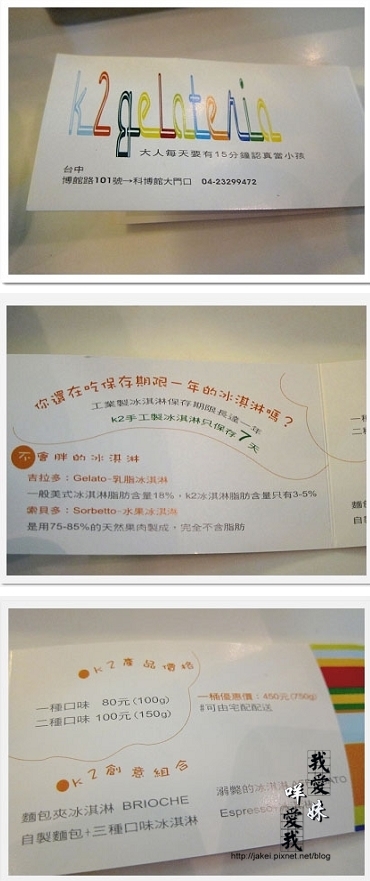 k2gelateria
大人每天要有15分鐘認真當小孩
台中
博館路101號→科博館大門口 04-23299472
你還在吃保存期限一年的冰淇淋嗎？
工業製冰淇淋保存期限長達一年
k2手工製冰淇淋只保存7天
不會胖的冰淇淋
吉拉多：Gelato-乳脂冰淇淋
一般美式冰淇淋脂肪含量18%，k2冰淇淋脂肪含量只有3-5%
索貝多：Sorbetto-水果冰淇淋
是用75-85%的天然果肉製成，完全不含脂肪
k2產品價格
一種口味 80元(100g)
二種口味 100元(150g)
一桶優惠價：450元(750g)
#可由宅配配送
k2創意組合
麵包夾冰淇淋 BRIOCHE
自製麵包+三種口味冰淇淋
溺斃的冰淇淋
Espresso
我愛妹
咩愛我
http://jakei.pixnet.net/blog